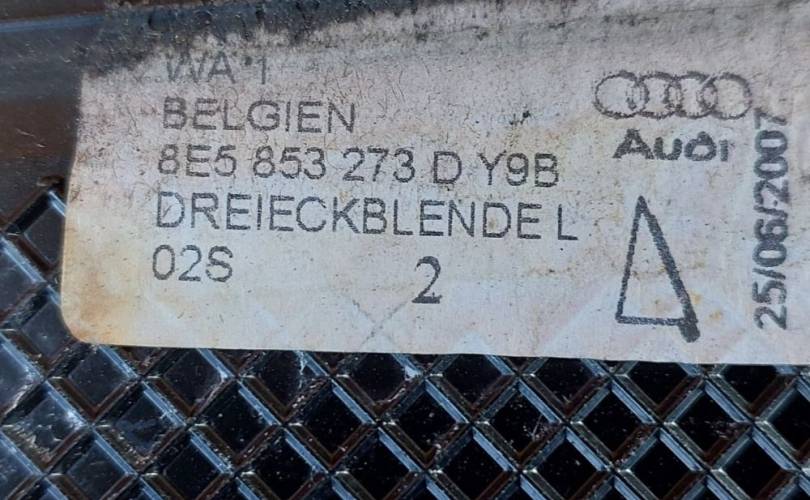 WA 1
BELGIEN
8E5 853 273 D Y9B
DREIECKBLENDE L
02S
2
Audi
25/06/2007